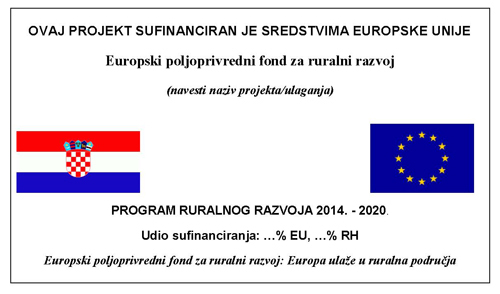 OVAJ PROJEKT SUFINANCIRAN JE SREDSTVIMA EUROPSKE UNIJE
Europski poljoprivredni fond za ruralni razvoj
(navesti naziv projekta/ulaganja)
PROGRAM RURALNOG RAZVOJA 2014. - 2020.
Udio sufinanciranja: …% EU, …% RH
Europski poljoprivredni fond za ruralni razvoj: Europa ulaže u ruralna područja